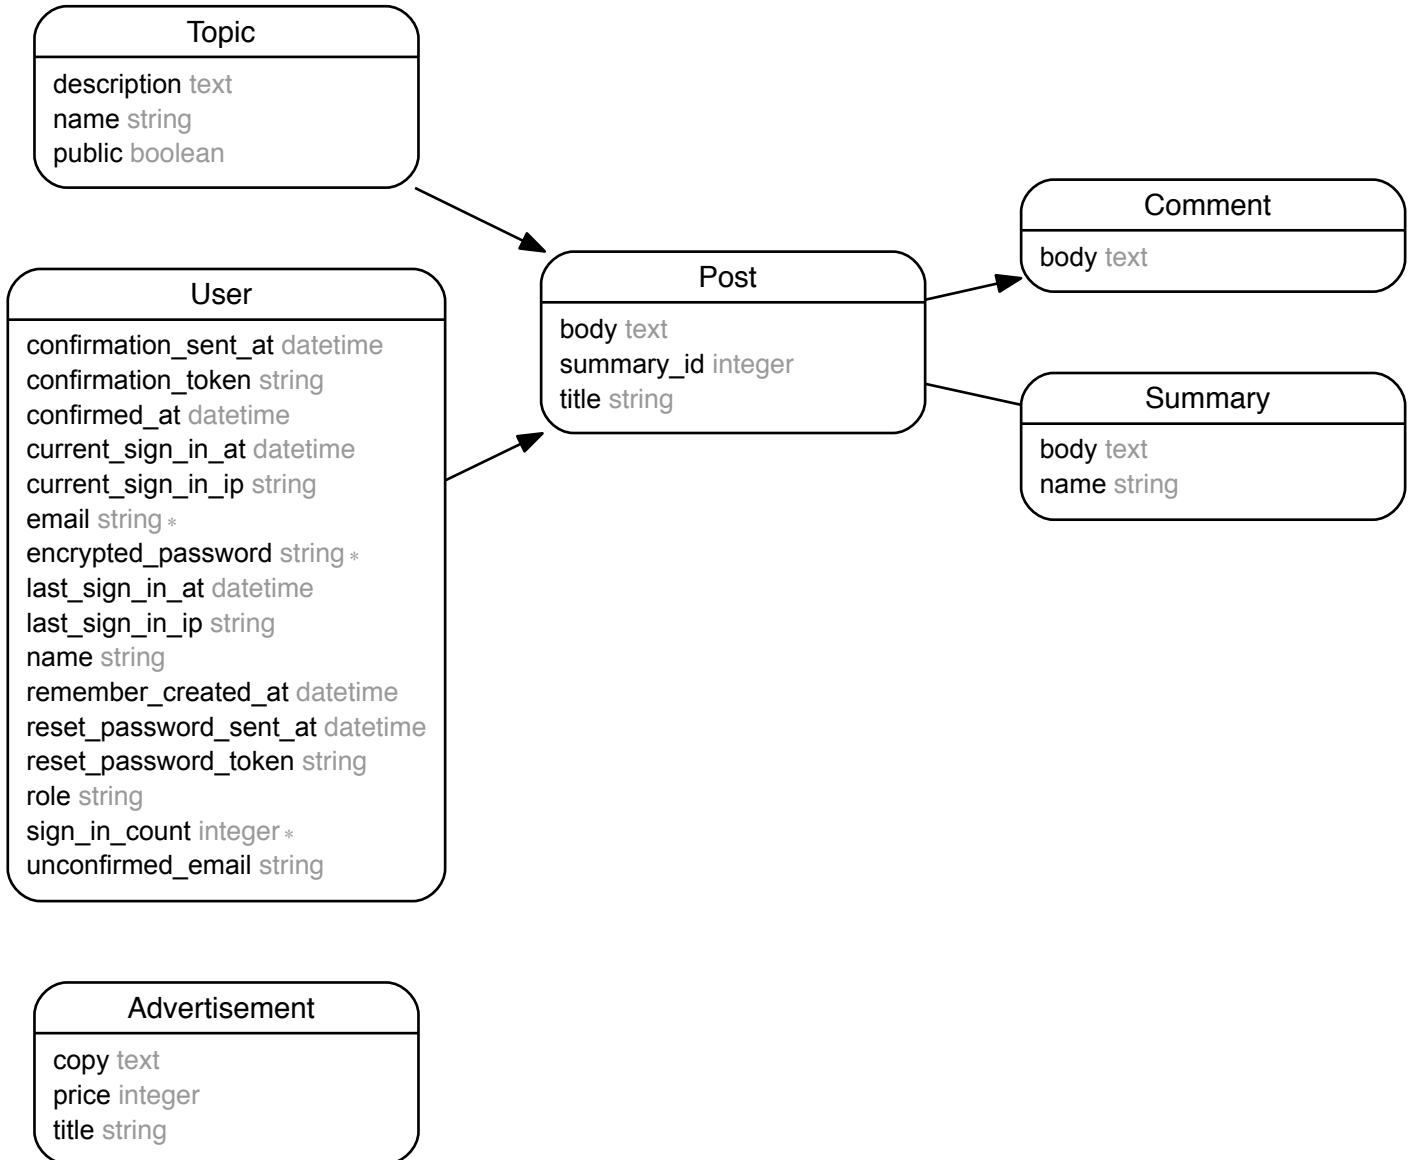 Topic
description text
name string
public boolean
User
confirmation_sent_at datetime
confirmation_token string
confirmed_at datetime
current_sign_in_at datetime
current_sign_in_ip string
email string *
encrypted_password string *
last_sign_in_at datetime
last_sign_in_ip string
name string
remember_created_at datetime
reset_password_sent_at datetime
reset_password_token string
role string
sign_in_count integer *
unconfirmed_email string
Advertisement
copy text
price integer
title string
Post
body text
summary_id integer
title string
Comment
body text
Summary
body text
name string